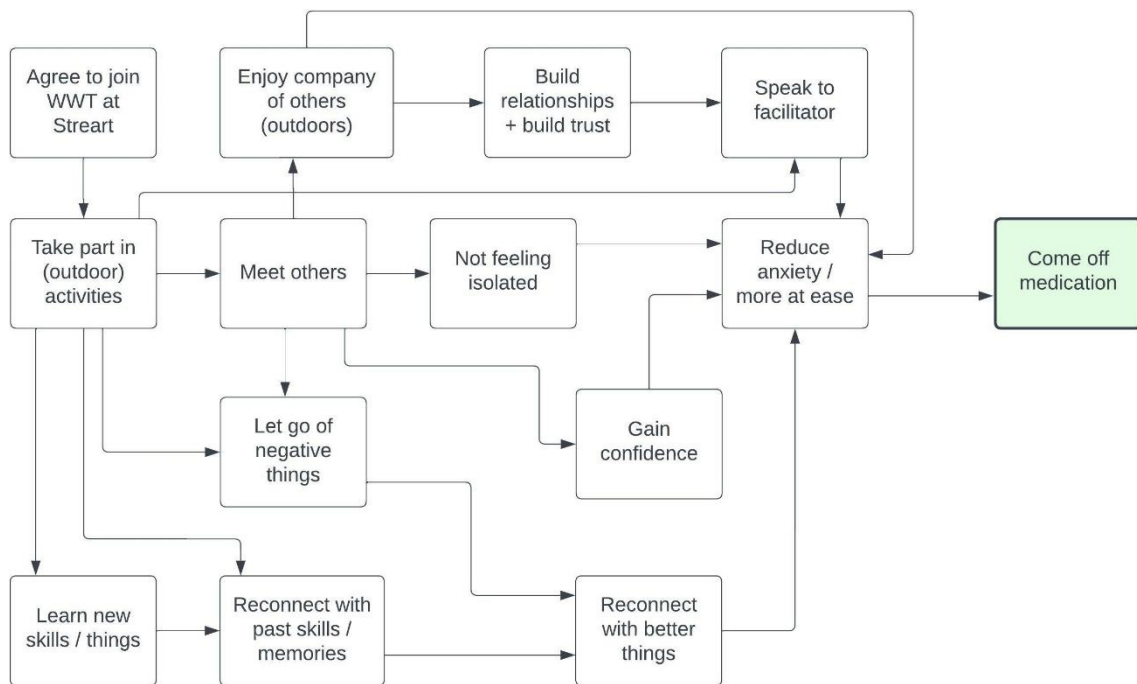 Agree to join
WWT at
Streart
Enjoy company
of others
(outdoors)
Build
relationships
+ build trust
Speak to
facilitator
Take part in
(outdoor)
activities
Meet others
Not feeling
isolated
Reduce
anxiety /
more at ease
Come off
medication
Let go of
negative
things
Gain
confidence
Learn new
skills / things
Reconnect with
past skills /
memories
Reconnect
with better
things